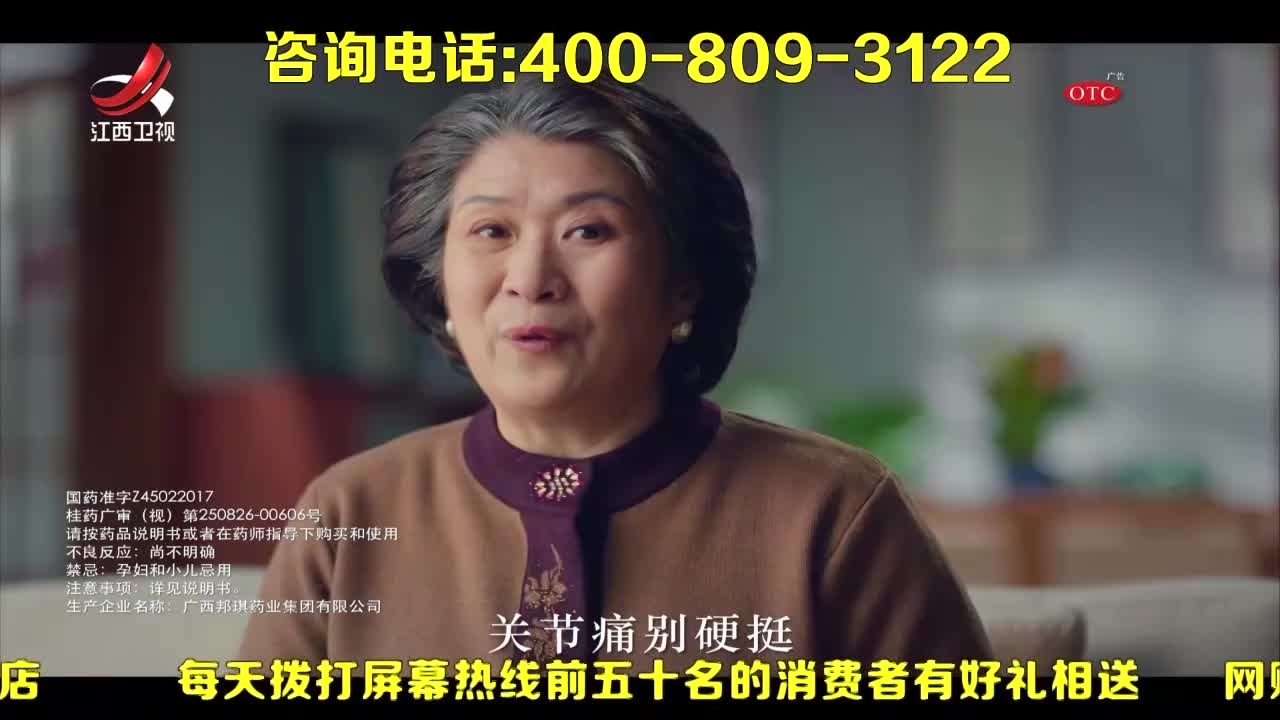 咨询电话:400-809-3122
江西卫视
广告
OTC
国药准字Z45022017
桂药广审（视）第250826-00606号
请按药品说明书或者在药师指导下购买和使用
不良反应：尚不明确
禁忌：孕妇和小儿忌用
注意事项：详见说明书。
生产企业名称：广西邦琪药业集团有限公司
关节痛别硬挺
店 每天拨打屏幕热线前五十名的消费者有好礼相送 网